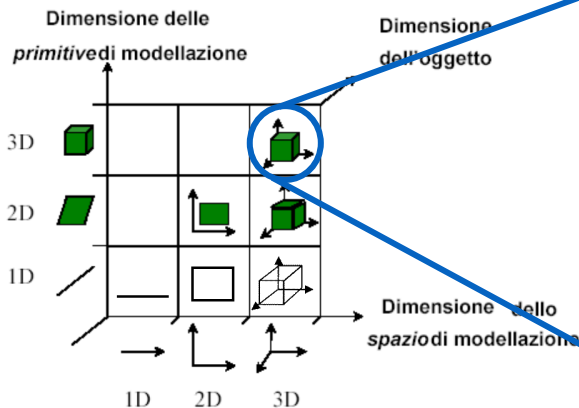 Dimensione delle
primitive di modellazione
Dimensione
dell'oggetto
3D
2D
1D
Dimensione dello
spazio di modellazione
1D 2D 3D